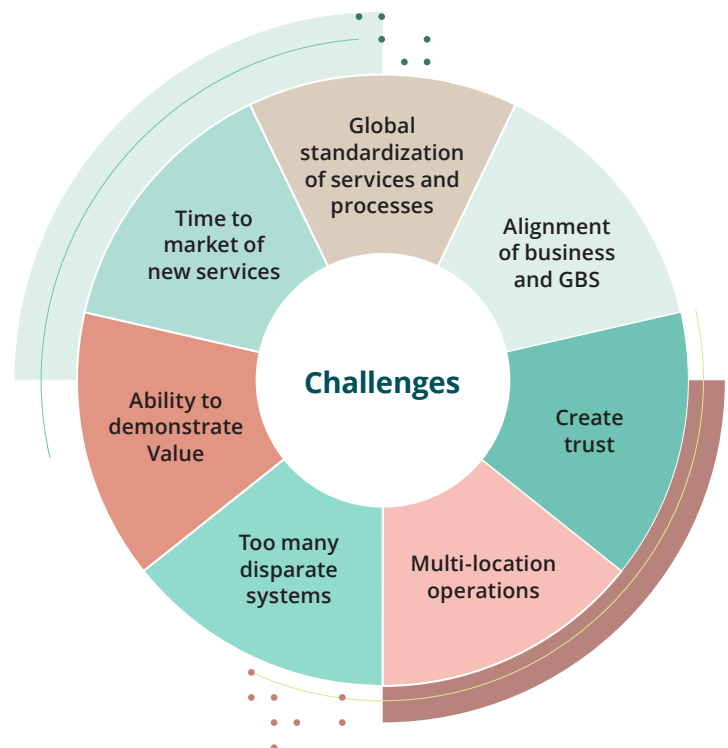 Global
standardization
of services and
processes
Alignment
of business
and GBS
Create
trust
Multi-location
operations
Too many
disparate
systems
Ability to
demonstrate
Value
Time to
market of
new services
Challenges